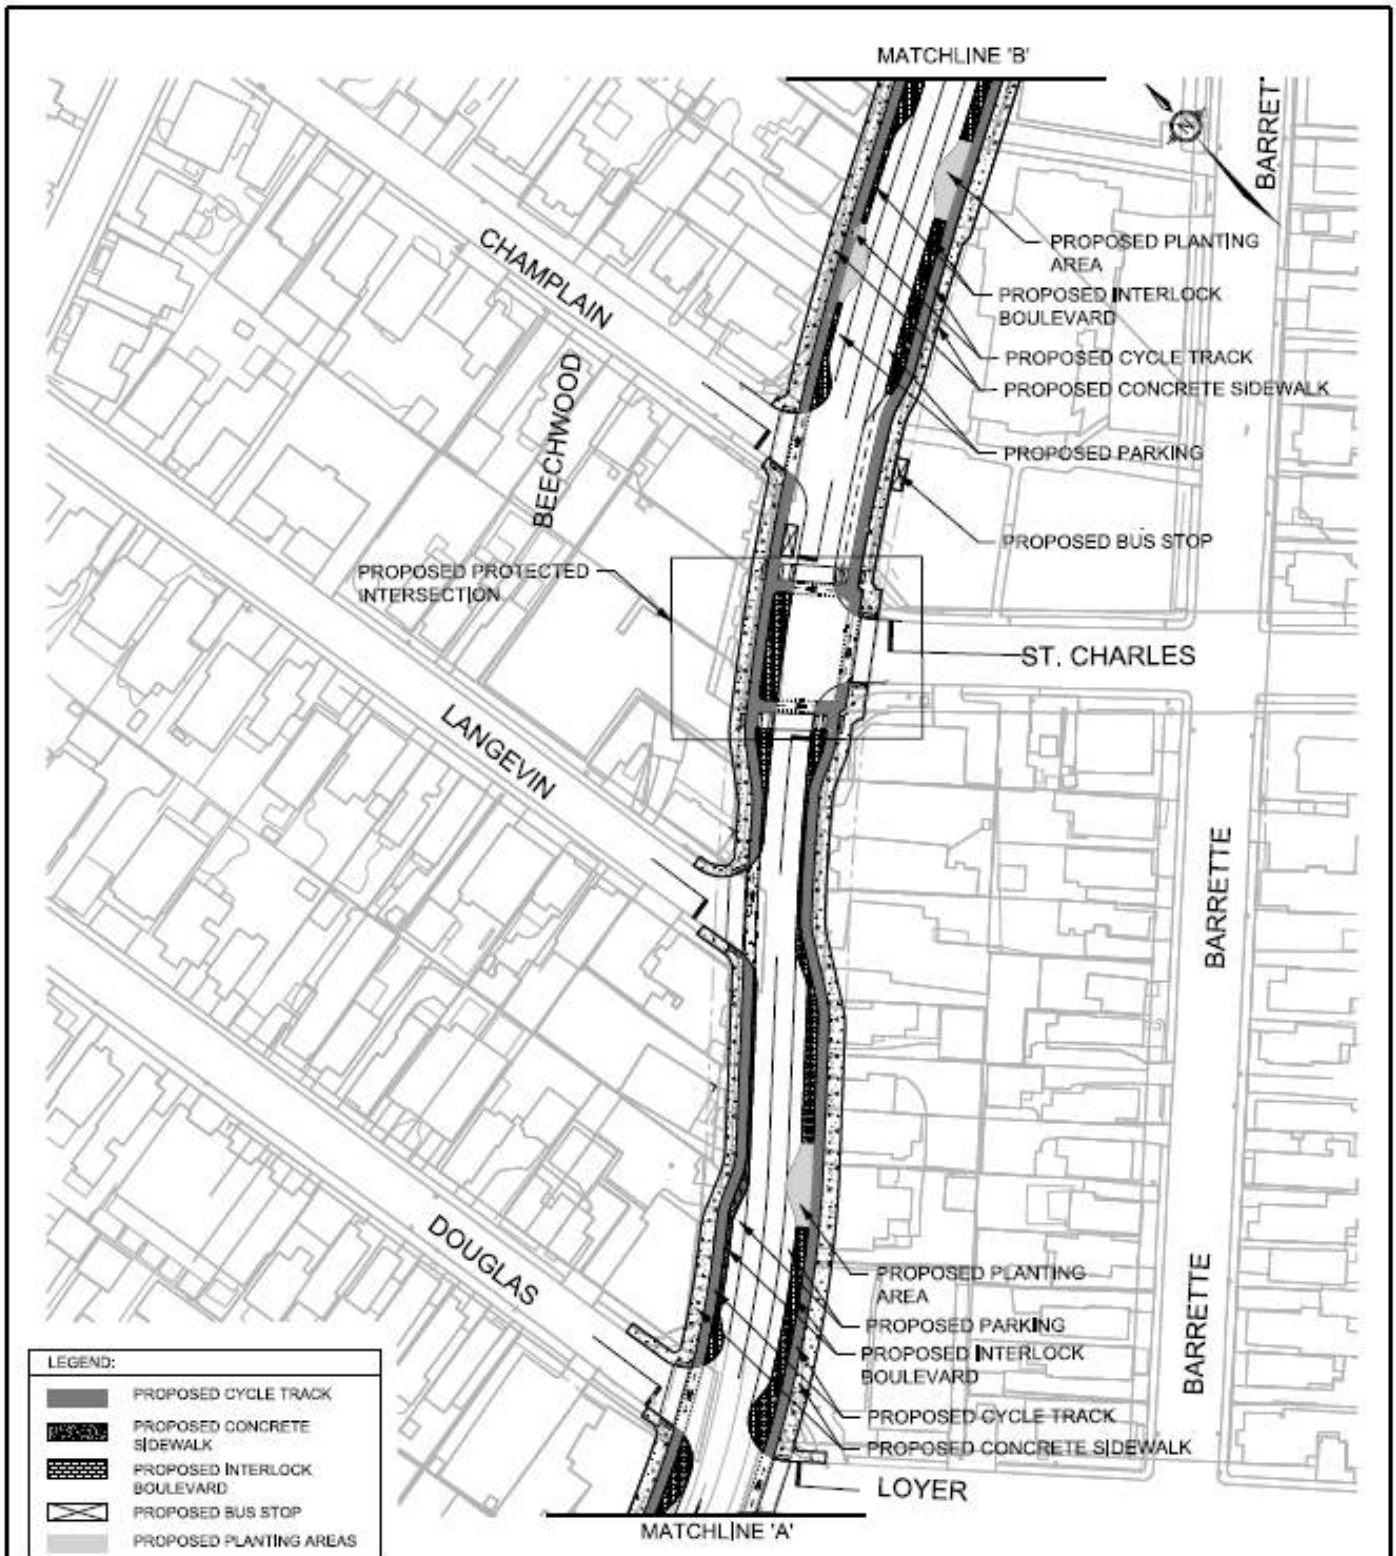 MATCHLINE 'B'
BARRET
N
CHAMPLAIN
PROPOSED PLANTING
AREA
PROPOSED INTERLOCK
BOULEVARD
PROPOSED CYCLE TRACK
PROPOSED CONCRETE SIDEWALK
BEECHWOOD
PROPOSED PARKING
PROPOSED BUS STOP
PROPOSED PROTECTED
INTERSECTION
ST. CHARLES
LANGEVIN
BARRETTE
DOUGLAS
PROPOSED PLANTING
AREA
PROPOSED PARKING
PROPOSED INTERLOCK
BOULEVARD
BARRETTE
PROPOSED CYCLE TRACK
PROPOSED CONCRETE SIDEWALK
LOYER
MATCHLINE 'A'
LEGEND:
PROPOSED CYCLE TRACK
PROPOSED CONCRETE
SIDEWALK
PROPOSED INTERLOCK
BOULEVARD
PROPOSED BUS STOP
PROPOSED PLANTING AREAS